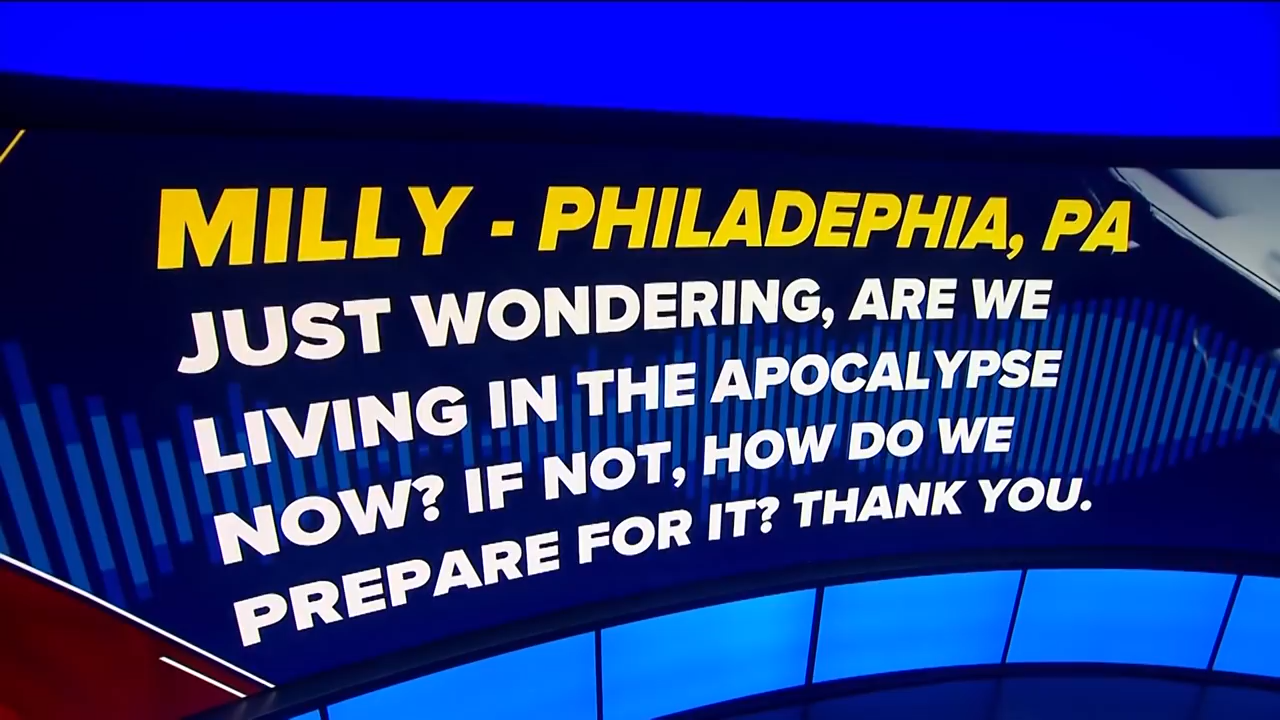 MILLY - PHILADEPHIA, PA
JUST WONDERING, ARE WE
LIVING IN THE APOCALYPSE
NOW? IF NOT, HOW DO WE
PREPARE FOR IT? THANK YOU.